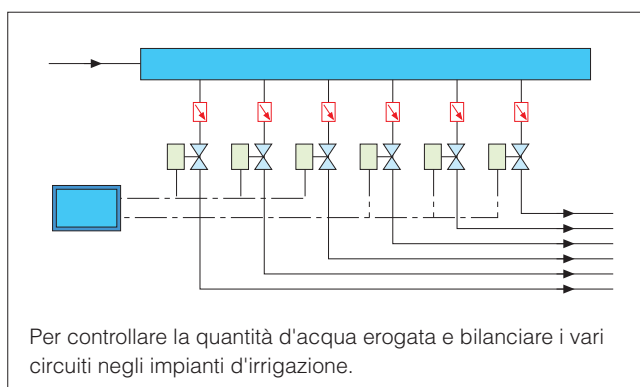 Per controllare la quantità d'acqua erogata e bilanciare i vari
circuiti negli impianti d'irrigazione.